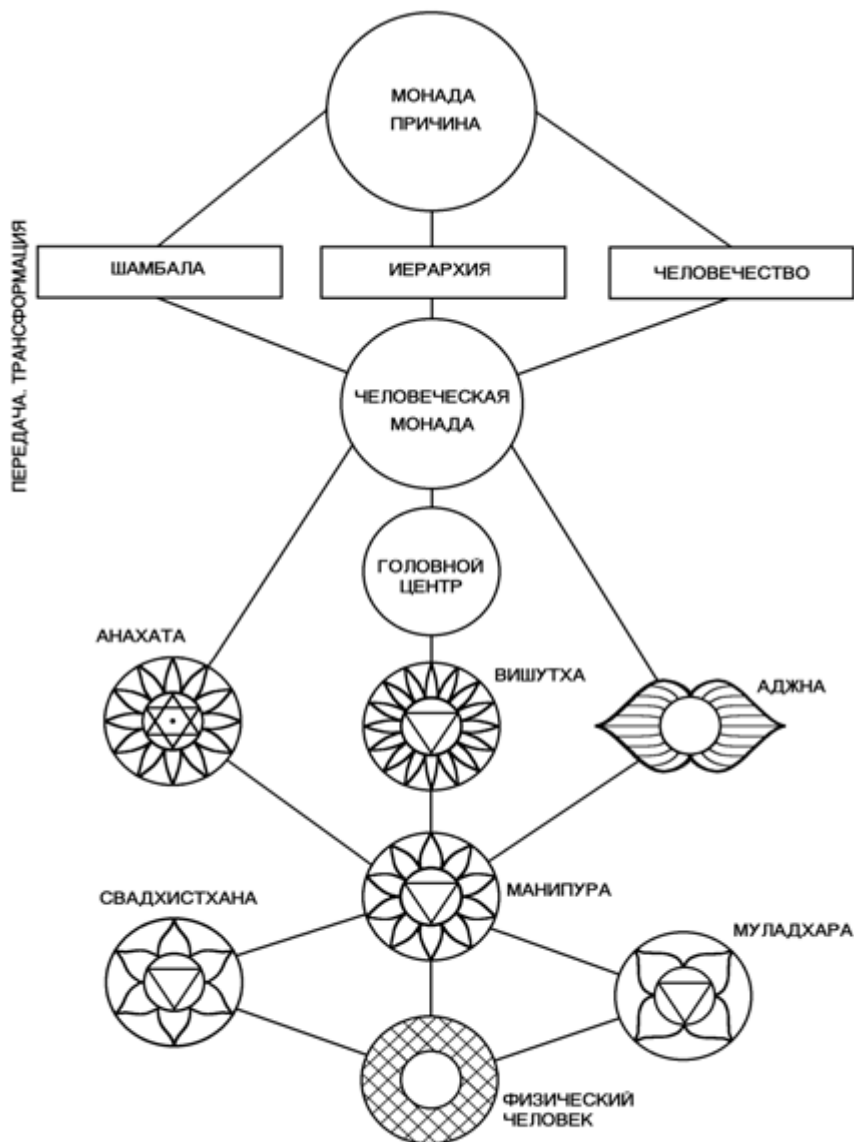 МОНАДА
ПРИЧИНА
ПЕРЕДАЧА. ТРАНСФОРМАЦИЯ
ШАМБАЛА
ИЕРАРХИЯ
ЧЕЛОВЕЧЕСТВО
ЧЕЛОВЕЧЕСКАЯ
МОНАДА
ГОЛОВНОЙ
ЦЕНТР
АНАХАТА
ВИШУТХА
АДЖНА
СВАДХИСТХАНА
МАНИПУРА
МУЛАДХАРА
ФИЗИЧЕСКИЙ
ЧЕЛОВЕК